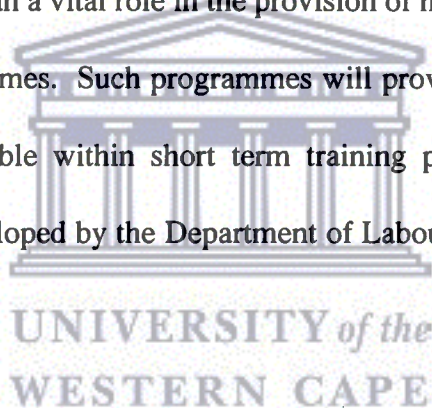 a vital role in the provision of
mes. Such programmes will prov
ble within short term training p
loped by the Department of Labou
UNIVERSITY of the
WESTERN CAPE